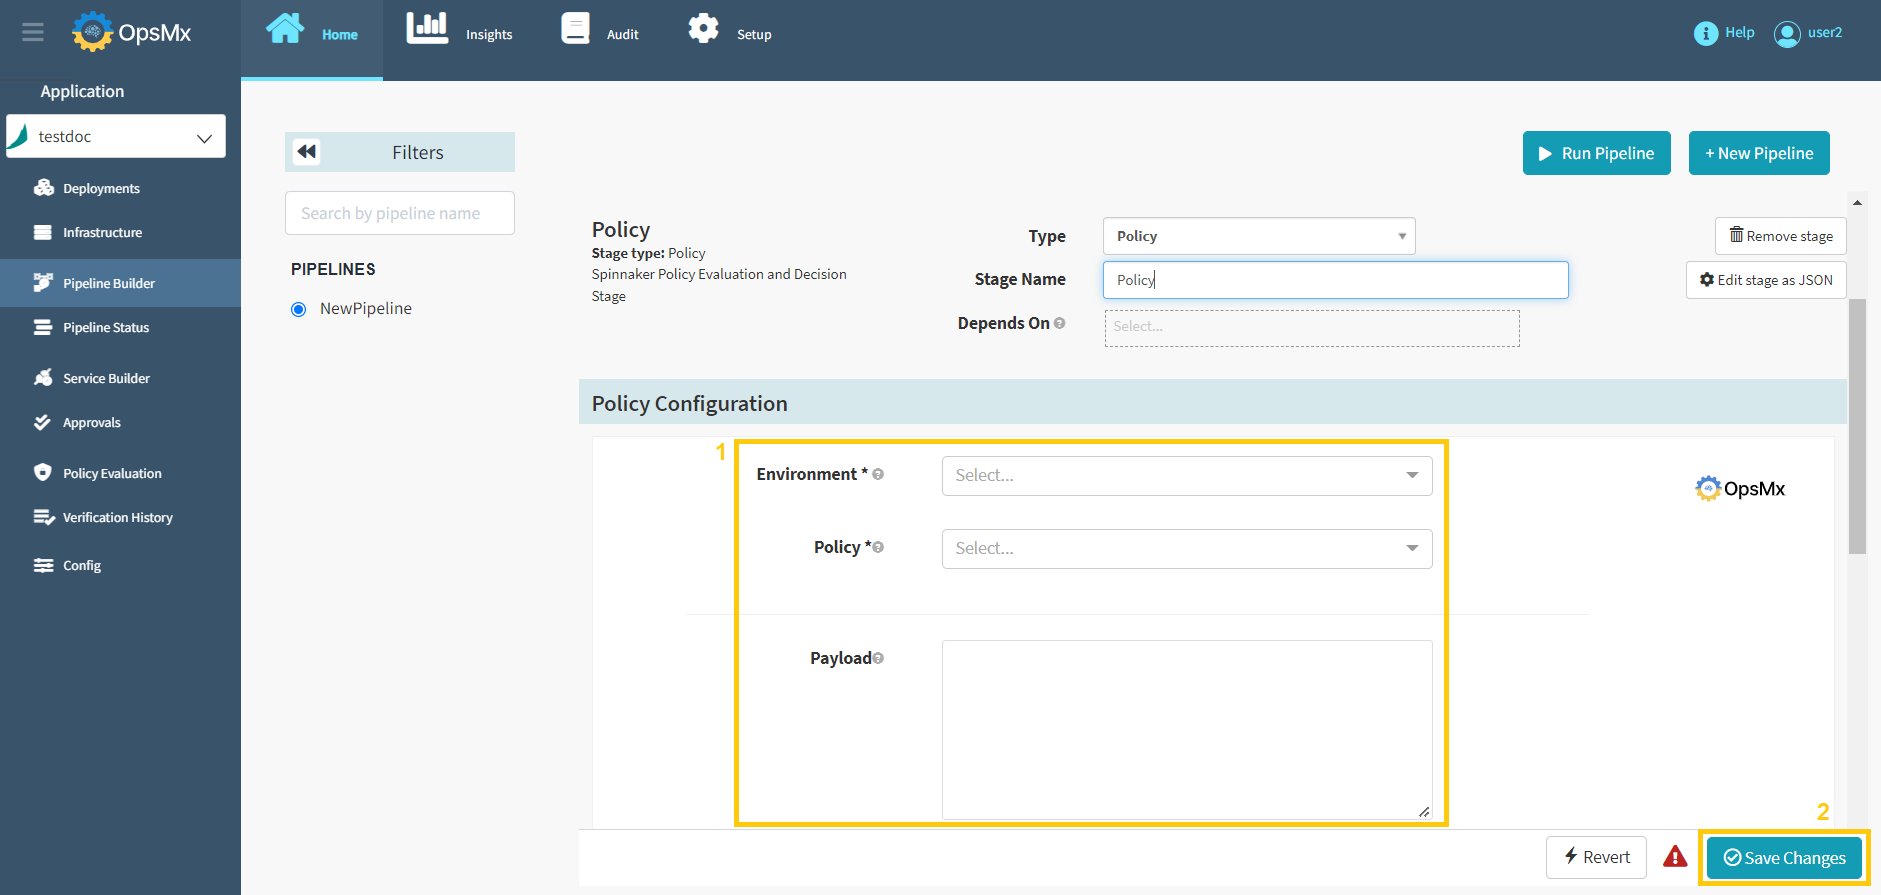 OpsMx
Home
Insights
Audit
Setup
Help
user2
Application
testdoc
Deployments
Infrastructure
Pipeline Builder
Pipeline Status
Service Builder
Approvals
Policy Evaluation
Verification History
Config
Filters
Search by pipeline name
PIPELINES
NewPipeline
Run Pipeline
+ New Pipeline
Policy
Stage type: Policy
Spinnaker Policy Evaluation and Decision
Stage
Type
Policy
Stage Name
Policy
Depends On
Select...
Remove stage
Edit stage as JSON
Policy Configuration
1
Environment *
Select...
OpsMx
Policy *
Select...
Payload
2
Revert
Save Changes